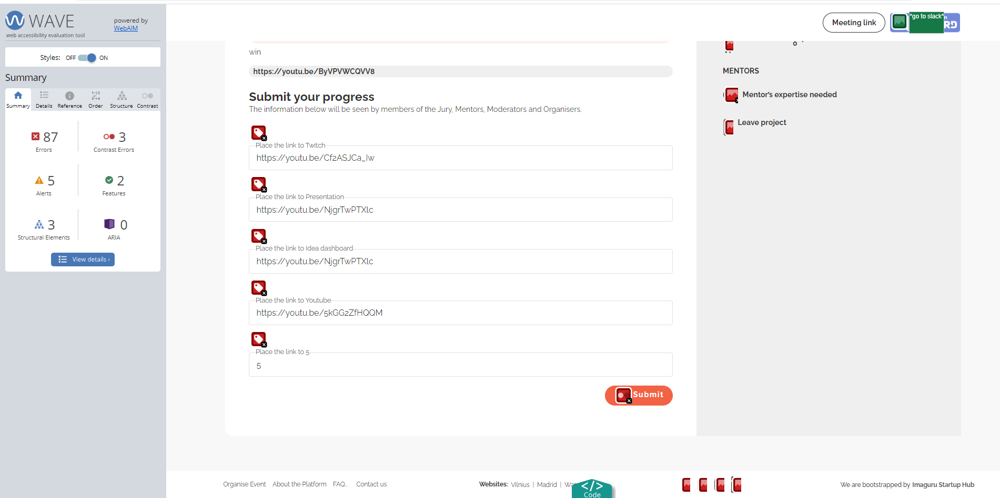 WAVE
powered by
WebAIM
web accessibility evaluation tool
Styles: OFF ON
Summary
Summary Details Reference Order Structure Contrast
87
Errors
3
Contrast Errors
5
Alerts
2
Features
3
Structural Elements
0
ARIA
View details ›
Meeting link
*go to slack*
RD
win
https://youtu.be/ByVPVWCQVV8
Submit your progress
The information below will be seen by members of the Jury, Mentors, Moderators and Organisers.
Place the link to Twitch
https://youtu.be/Cf2ASJCa_Iw
Place the link to Presentation
https://youtu.be/NjgrTwPTXlc
Place the link to Idea dashboard
https://youtu.be/NjgrTwPTXlc
Place the link to Youtube
https://youtu.be/5kGG2ZfHQQM
Place the link to 5
5
Submit
MENTORS
Mentor's expertise needed
Leave project
Organise Event About the Platform FAQ... Contact us
Websites: Vilnius | Madrid | Wa
</> Code
We are bootstrapped by Imaguru Startup Hub